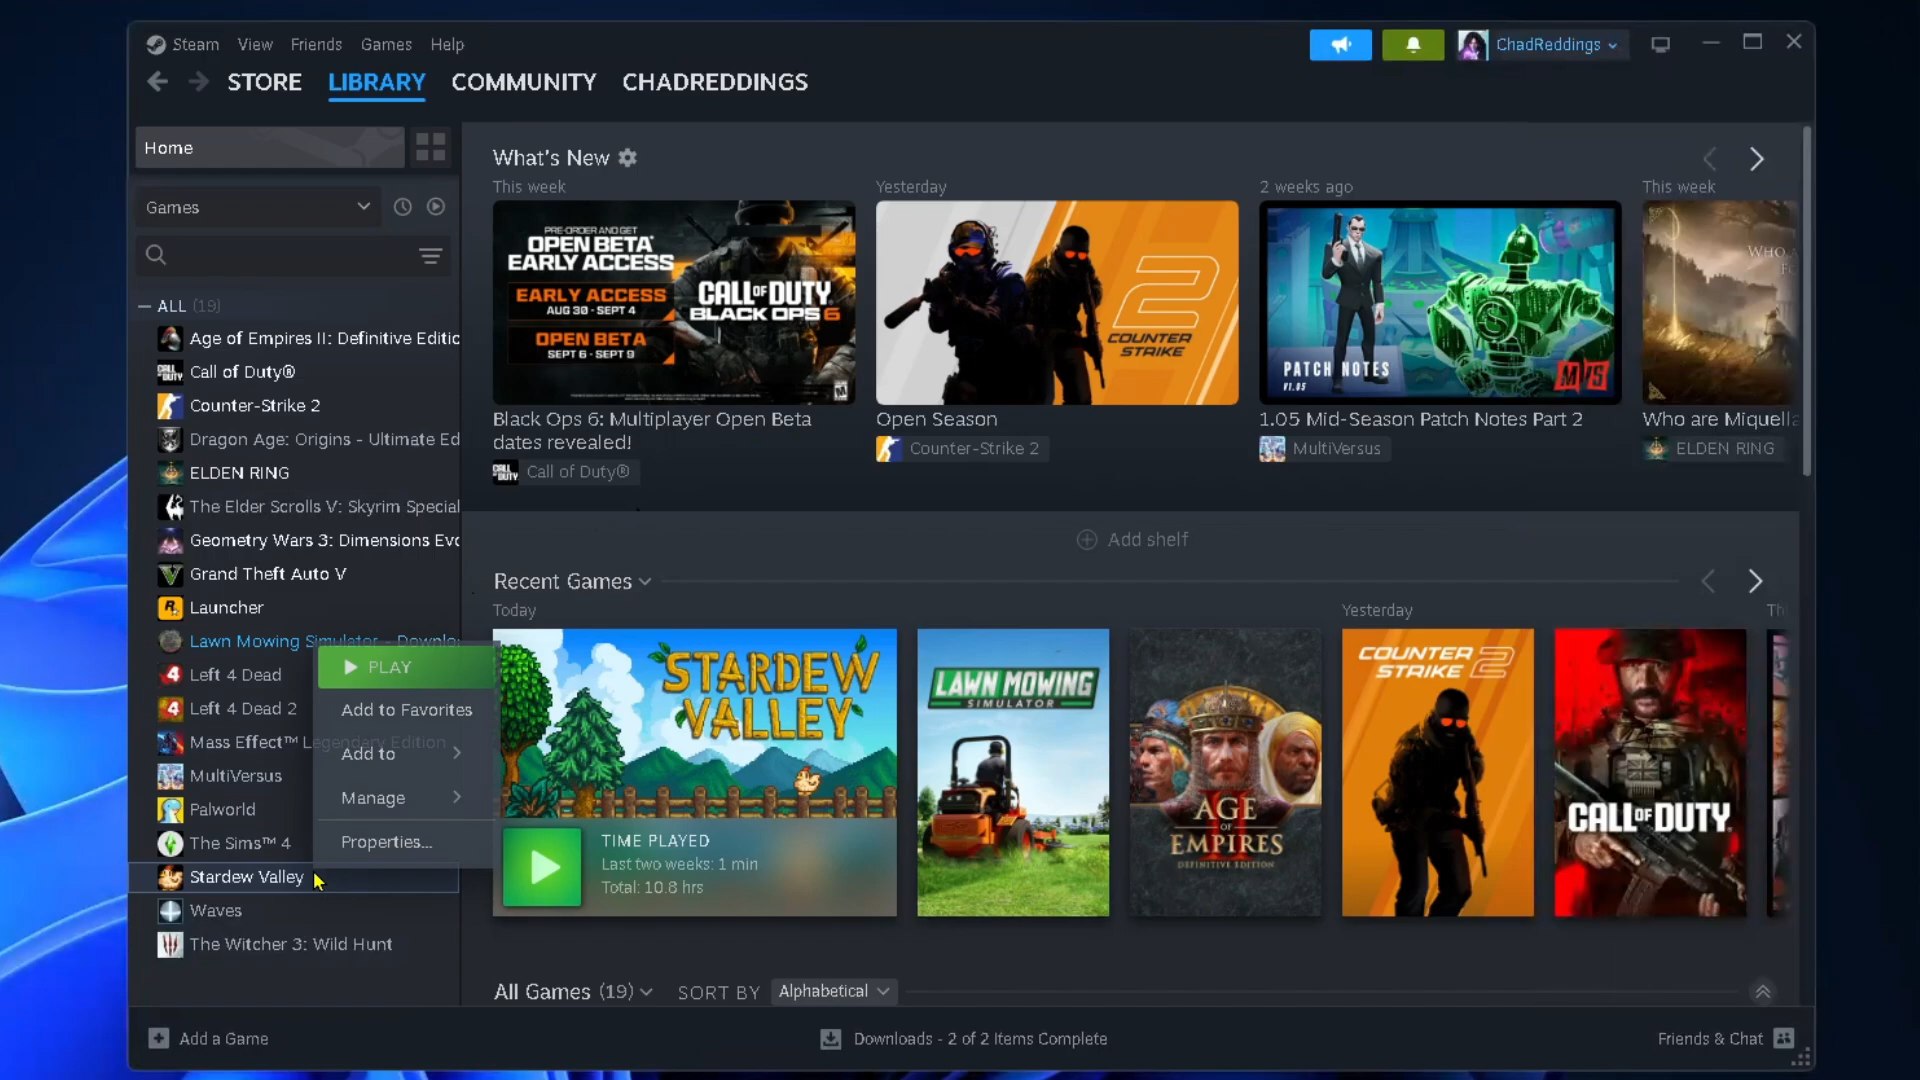 Steam View Friends Games Help
ChadReddings
STORE LIBRARY COMMUNITY CHADREDDINGS
Home
Games
ALL (19)
Age of Empires II: Definitive Editic
Call of Duty®
Counter-Strike 2
Dragon Age: Origins - Ultimate Ed
ELDEN RING
The Elder Scrolls V: Skyrim Special
Geometry Wars 3: Dimensions Evo
Grand Theft Auto V
Launcher
Lawn Mowing Simulator - Downlo
Left 4 Dead
Left 4 Dead 2
Mass Effect™ Legendary Edition
MultiVersus
Palworld
The Sims™ 4
Stardew Valley
Waves
The Witcher 3: Wild Hunt
PLAY
Add to Favorites
Add to
Manage
Properties...
What's New
This week
PRE-ORDER AND GET
OPEN BETA*
EARLY ACCESS
EARLY ACCESS
AUG 30 - SEPT 4
OPEN BETA
SEPT 6 - SEPT 9
CALL OF DUTY
BLACK OPS 6
Black Ops 6: Multiplayer Open Beta
dates revealed!
Call of Duty®
Yesterday
2
COUNTER
STRIKE
Open Season
Counter-Strike 2
2 weeks ago
PATCH NOTES
V1.05
MVS
1.05 Mid-Season Patch Notes Part 2
MultiVersus
This week
WHO
Who are Miquella
ELDEN RING
Add shelf
Recent Games
Today
STARDEW
VALLEY
TIME PLAYED
Last two weeks: 1 min
Total: 10.8 hrs
LAWN MOWING
SIMULATOR
AGE
OF
EMPIRES
II
DEFINITIVE EDITION
Yesterday
COUNTER
STRIKE 2
CALL OF DUTY
Th
All Games (19) SORT BY Alphabetical
Add a Game
Downloads - 2 of 2 Items Complete
Friends & Chat